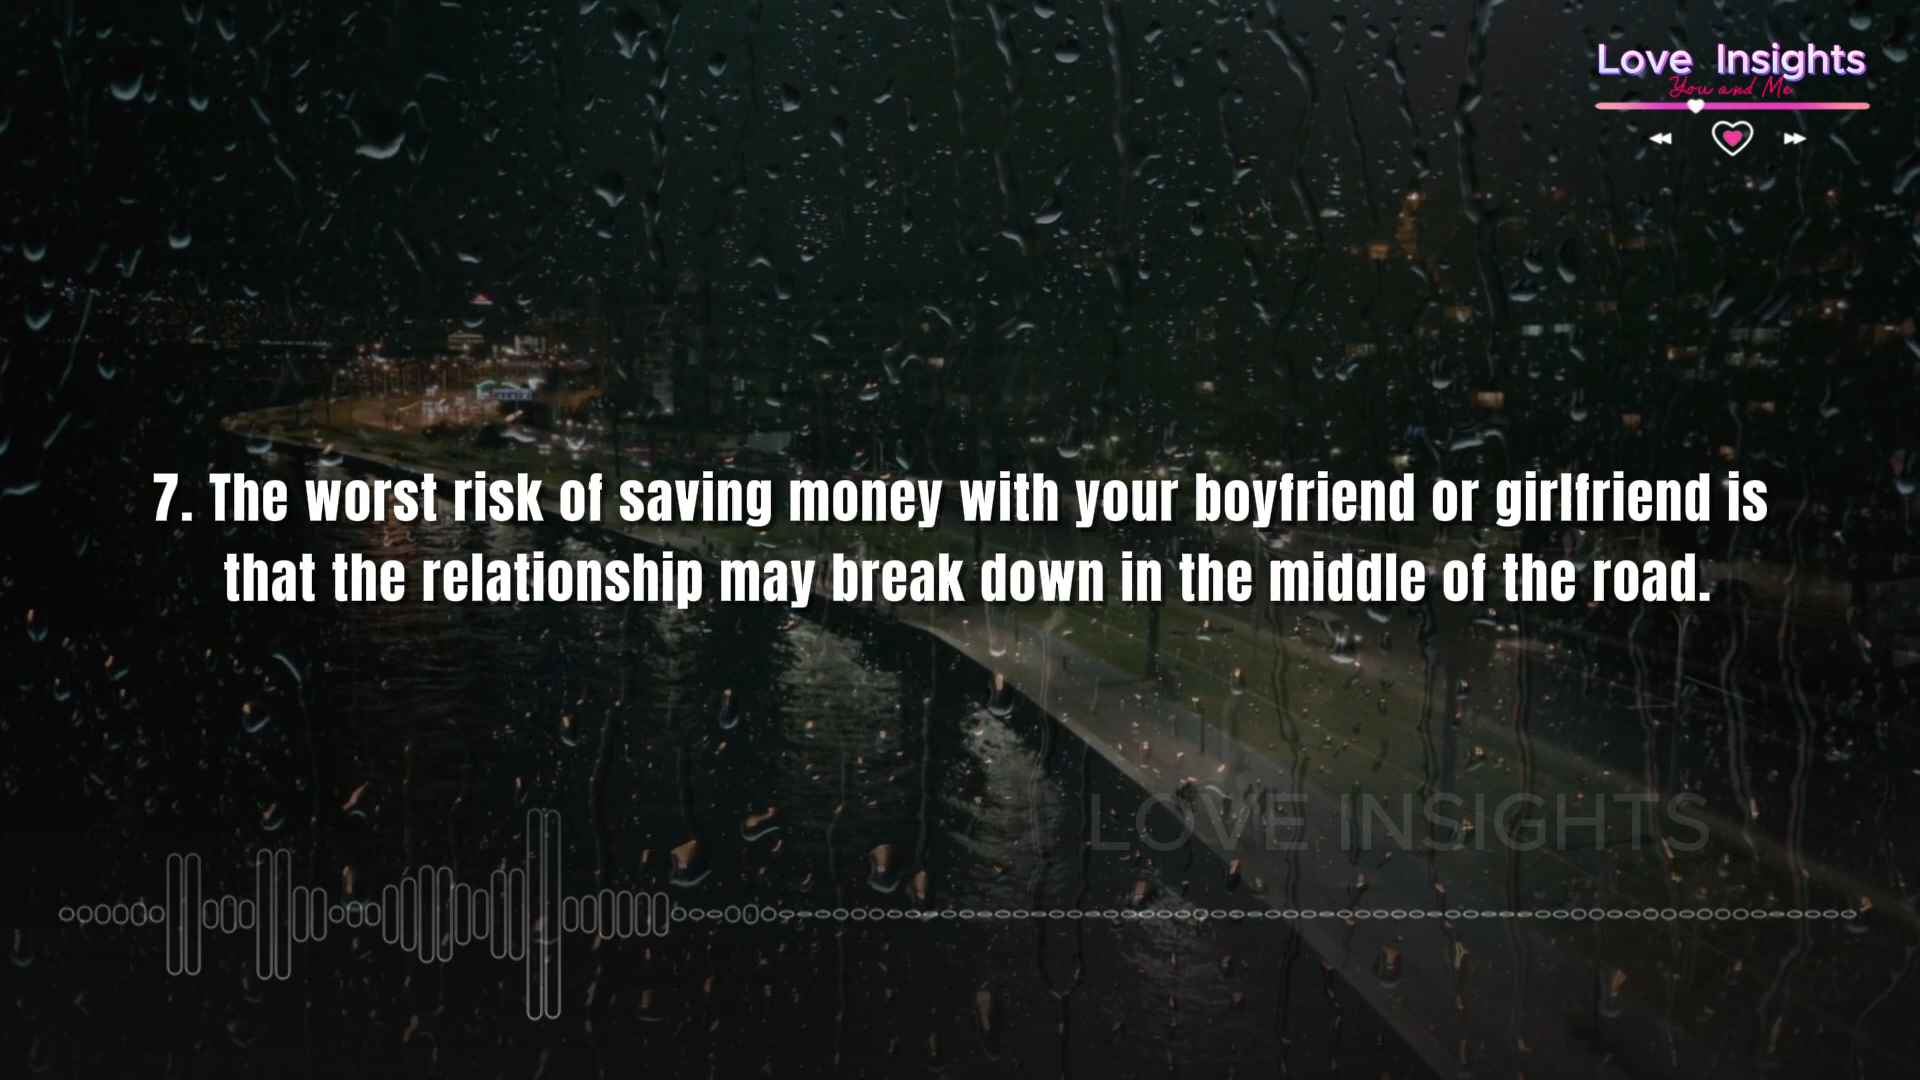 Love Insights
You and Me
7. The worst risk of saving money with your boyfriend or girlfriend is
that the relationship may break down in the middle of the road.
LOVE INSIGHTS